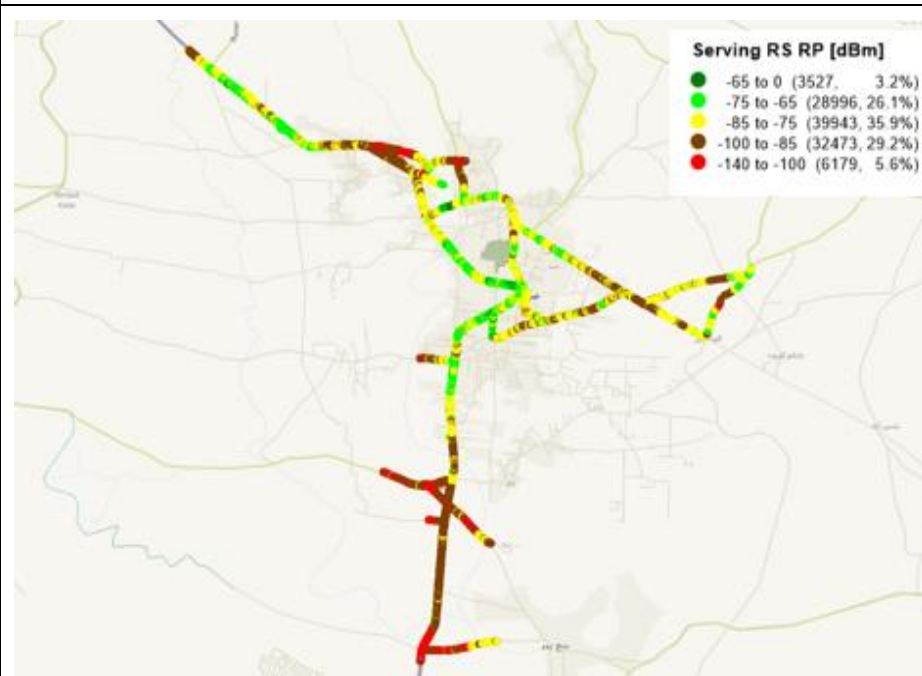 Serving RS RP [dBm]
-65 to 0 (3527, 3.2%)
-75 to -65 (28996, 26.1%)
-85 to -75 (39943, 35.9%)
-100 to -85 (32473, 29.2%)
-140 to -100 (6179, 5.6%)